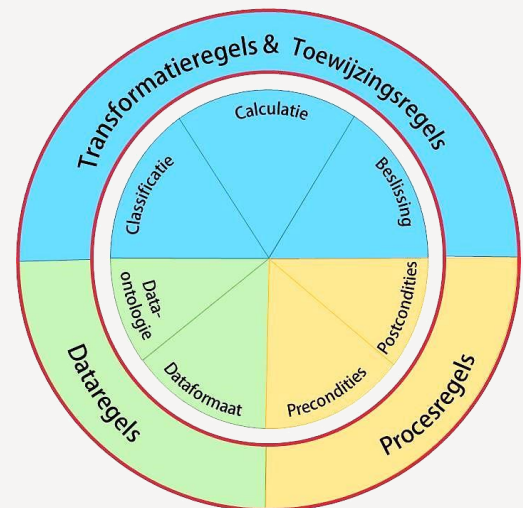 Transformatieregels & Toewijzingsregels
Calculatie
Classificatie
Beslissing
Data-
ontologie
Postcondities
Dataformaat
Precondities
Dataregels
Procesregels